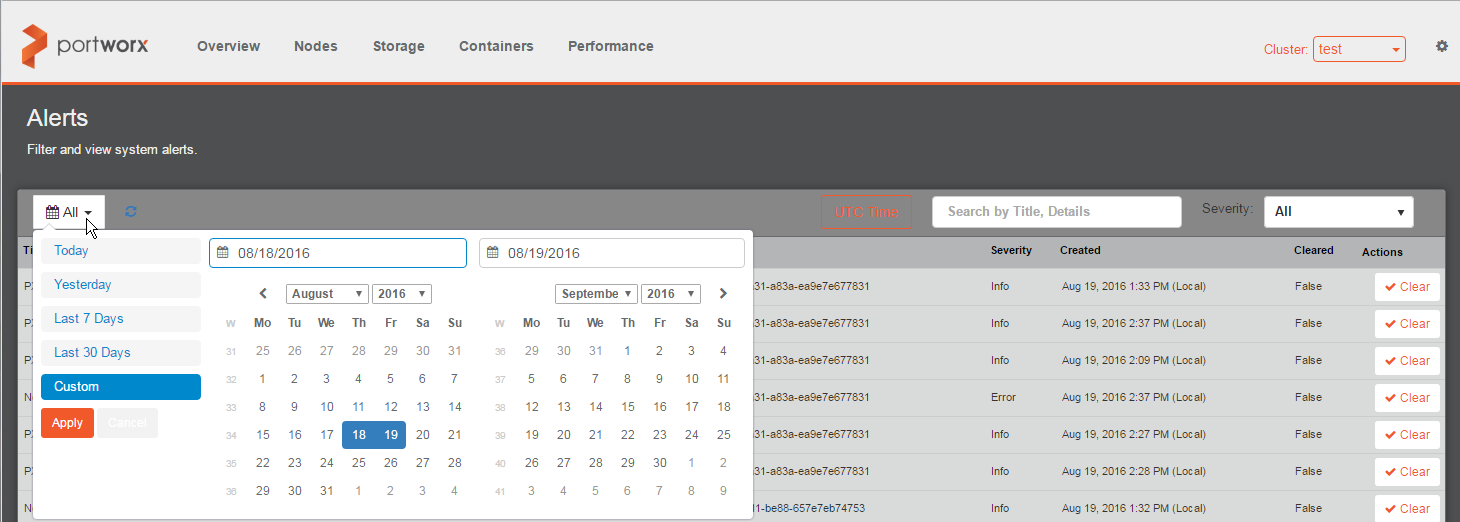 portworx Overview Nodes Storage Containers Performance Cluster: test
Alerts
Filter and view system alerts.
All UTC Time Search by Title, Details Severity: All
Severity Created Cleared Actions
Today
Yesterday
Last 7 Days
Last 30 Days
Custom
Apply Cancel
08/18/2016 08/19/2016
August 2016
W Mo Tu We Th Fr Sa Su
31 25 26 27 28 29 30 31
32 1 2 3 4 5 6 7
33 8 9 10 11 12 13 14
34 15 16 17 18 19 20 21
35 22 23 24 25 26 27 28
36 29 30 31 1 2 3 4
Septembe 2016
W Mo Tu We Th Fr Sa Su
36 29 30 31 1 2 3 4
37 5 6 7 8 9 10 11
38 12 13 14 15 16 17 18
39 19 20 21 22 23 24 25
40 26 27 28 29 30 1 2
41 3 4 5 6 7 8 9
31-a83a-ea9e7e677831 Info Aug 19, 2016 1:33 PM (Local) False Clear
31-a83a-ea9e7e677831 Info Aug 19, 2016 2:37 PM (Local) False Clear
31-a83a-ea9e7e677831 Info Aug 19, 2016 2:09 PM (Local) False Clear
31-a83a-ea9e7e677831 Error Aug 19, 2016 2:37 PM (Local) False Clear
31-a83a-ea9e7e677831 Info Aug 19, 2016 2:27 PM (Local) False Clear
31-a83a-ea9e7e677831 Info Aug 19, 2016 2:28 PM (Local) False Clear
31-be88-657e7eb74753 Info Aug 19, 2016 1:32 PM (Local) False Clear